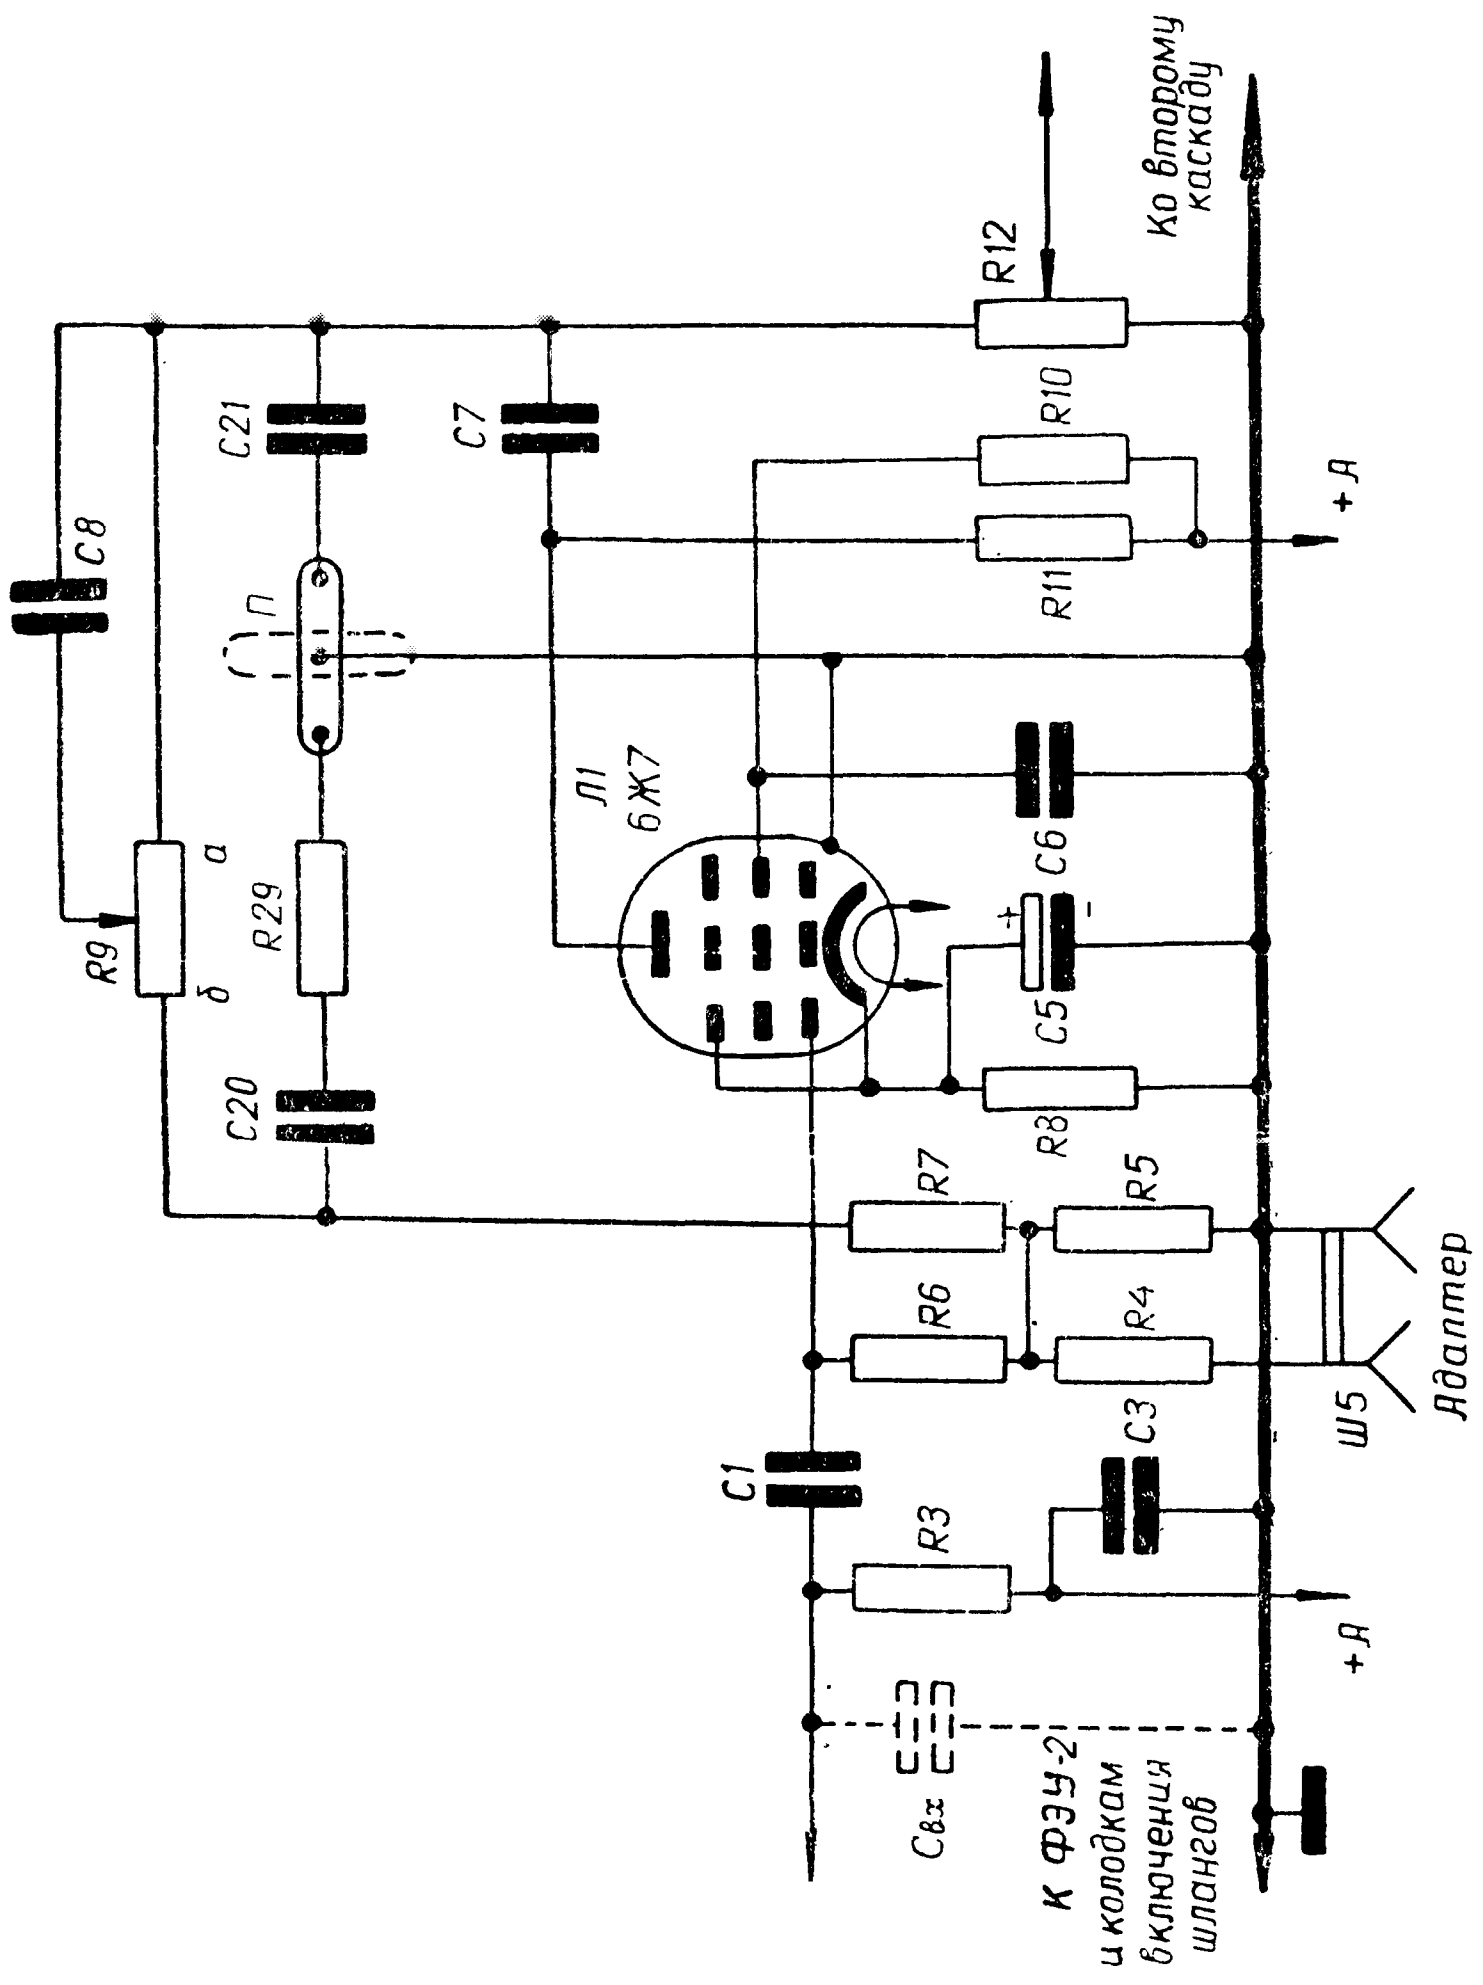 C8
R9
а
б
C21
П
R29
C20
C7
Л1
6Ж7
R12
Ко второму
каскаду
R10
R11
+А
C6
+
-
C5
R8
R7
R5
R6
R4
C1
R3
C3
Ш5
Адаптер
+А
Свх
К ФЭУ-2
и колодкам
включения
шлангов